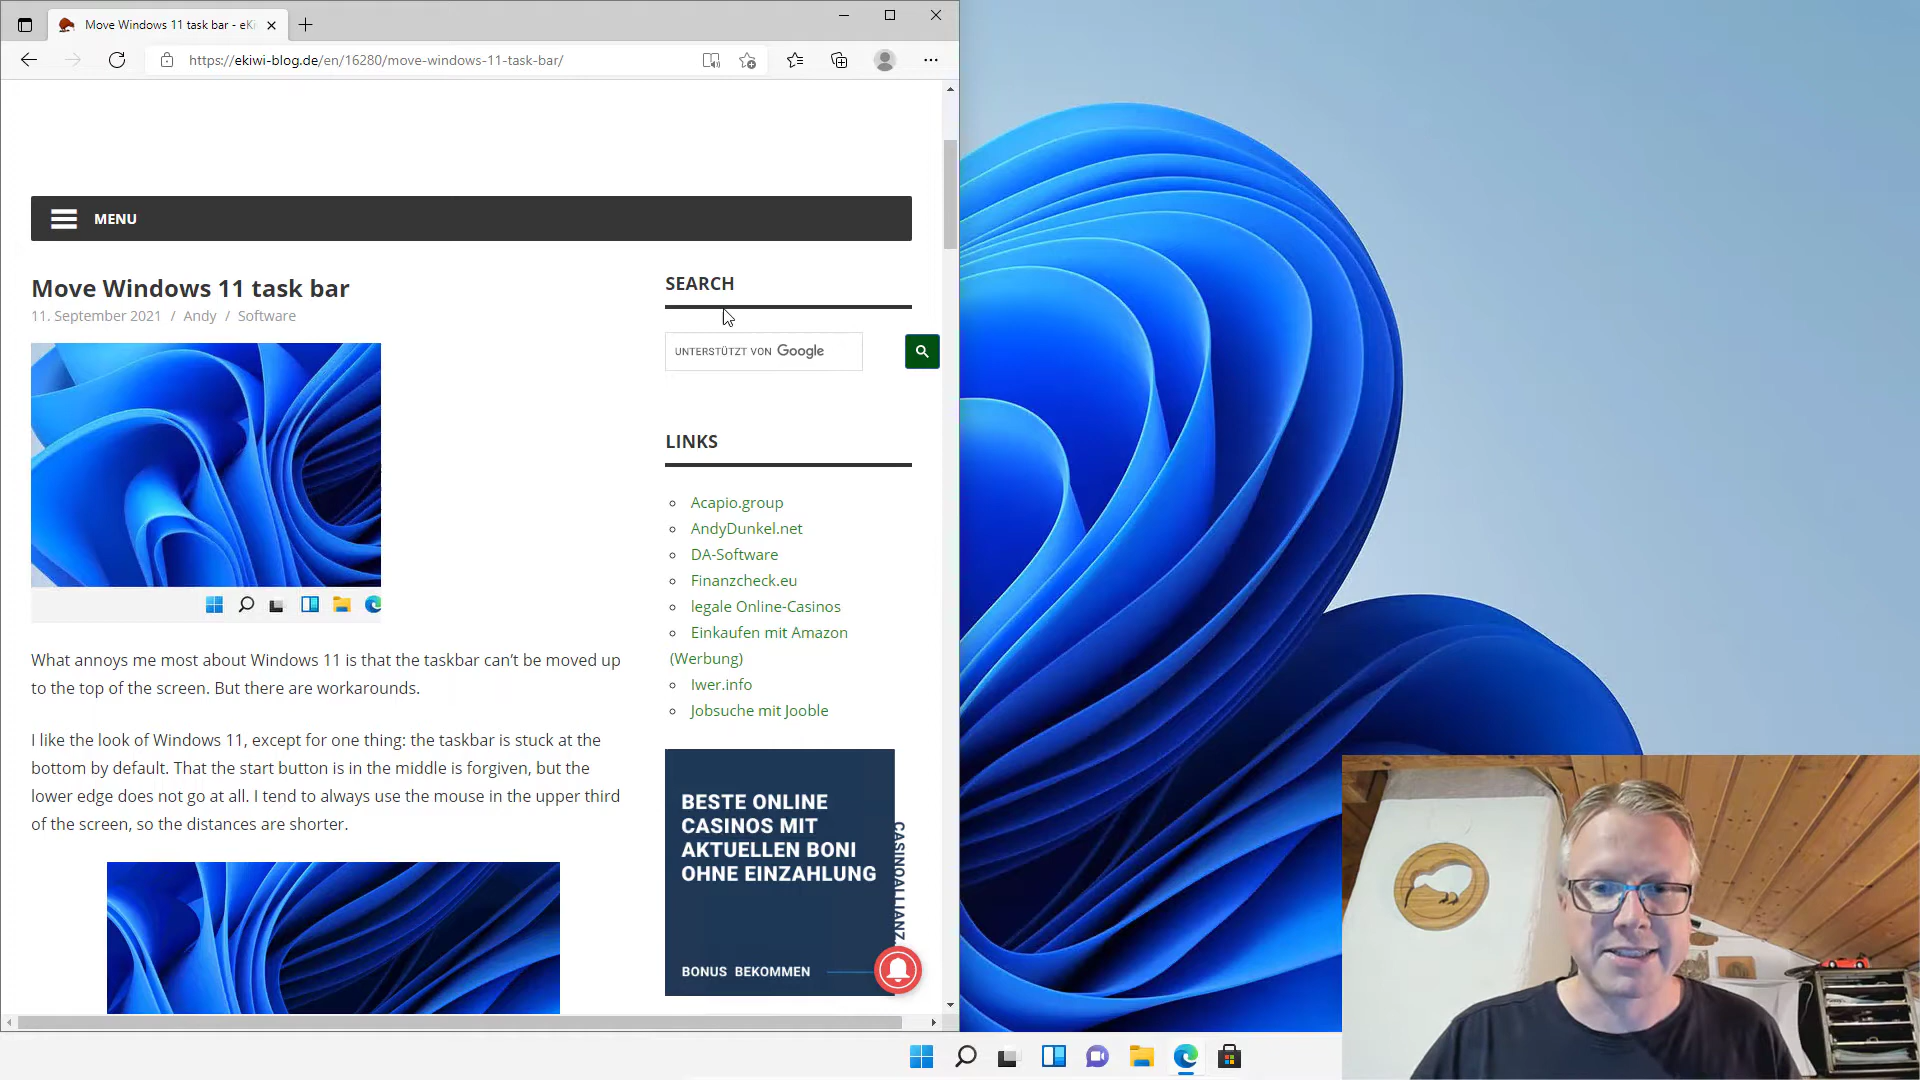 Move Windows 11 task bar - eKi
https://ekiwi-blog.de/en/16280/move-windows-11-task-bar/
MENU
Move Windows 11 task bar
11. September 2021 / Andy / Software
What annoys me most about Windows 11 is that the taskbar can’t be moved up
to the top of the screen. But there are workarounds.
I like the look of Windows 11, except for one thing: the taskbar is stuck at the
bottom by default. That the start button is in the middle is forgiven, but the
lower edge does not go at all. I tend to always use the mouse in the upper third
of the screen, so the distances are shorter.
SEARCH
UNTERSTÜTZT VON Google
LINKS
Acapio.group
AndyDunkel.net
DA-Software
Finanzcheck.eu
legale Online-Casinos
Einkaufen mit Amazon
(Werbung)
Iwer.info
Jobsuche mit Jooble
BESTE ONLINE
CASINOS MIT
AKTUELLEN BONI
OHNE EINZAHLUNG
CASINOALLIANZ.
BONUS BEKOMMEN